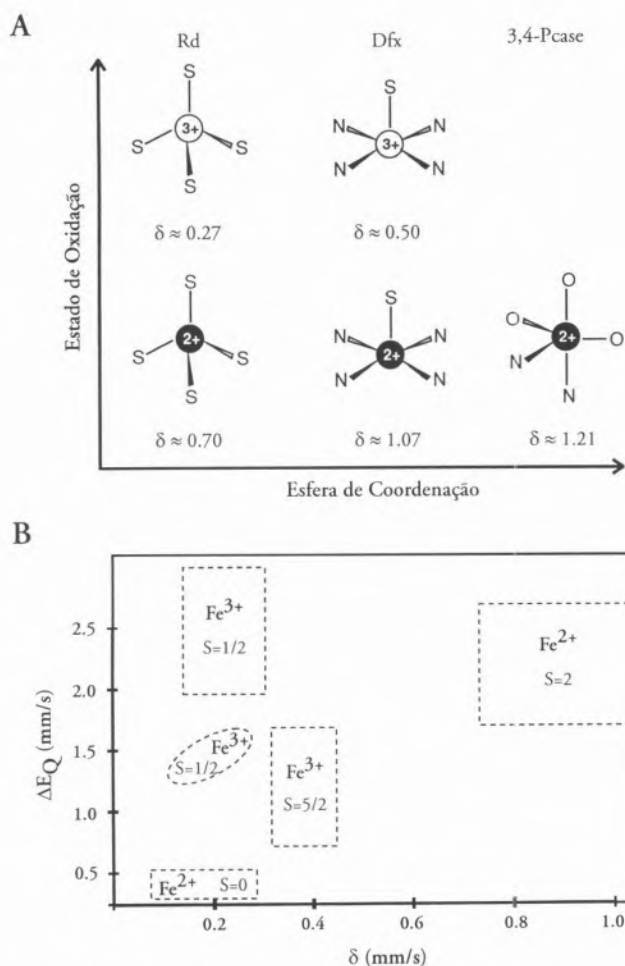 A
Rd Dfx 3,4-Pcase
Estado de Oxidação
S
3+
S S
S
S
N N
3+
N N
δ ≈ 0.27 δ ≈ 0.50
S
2+
S S
S
S
N N
2+
N N
O
O 2+ O
N
N
δ ≈ 0.70 δ ≈ 1.07 δ ≈ 1.21
Esfera de Coordenação
B
ΔEQ (mm/s)
2.5
2.0
1.5
1.0
0.5
Fe3+
S=1/2
Fe2+
S=2
Fe3+
S=1/2
Fe3+
S=5/2
Fe2+ S=0
0.2 0.4 0.6 0.8 1.0
δ (mm/s)